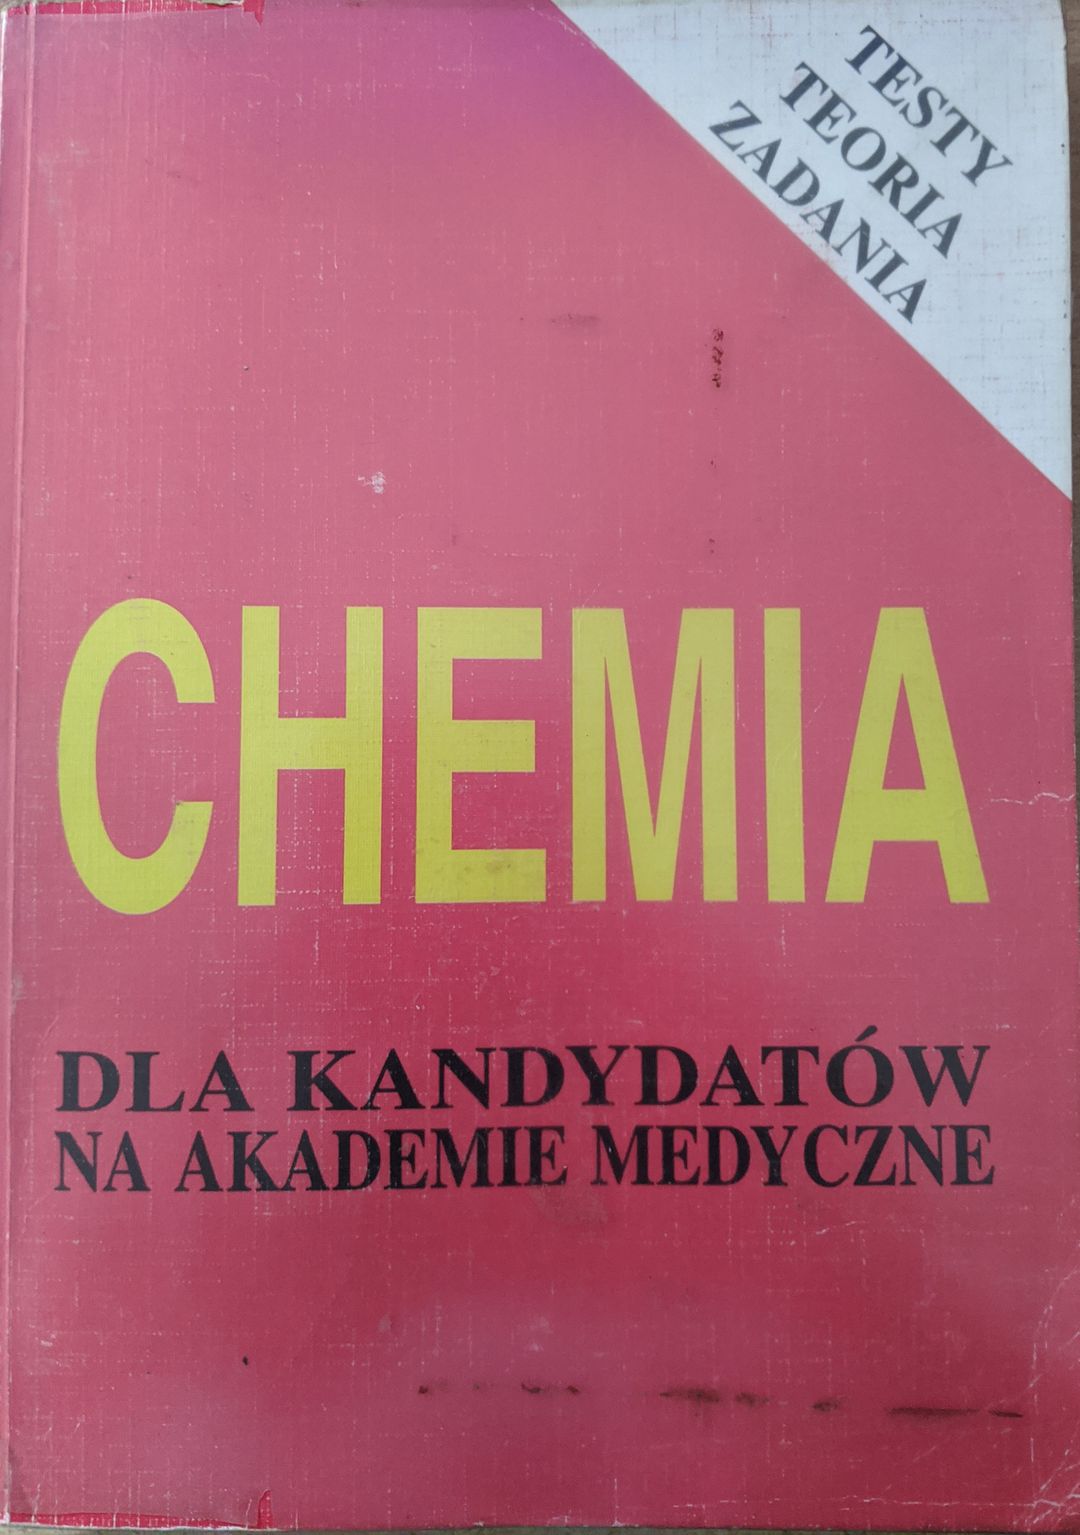 TESTY
TEORIA
ZADANIA
CHEMIA
DLA KANDYDATÓW
NA AKADEMIE MEDYCZNE